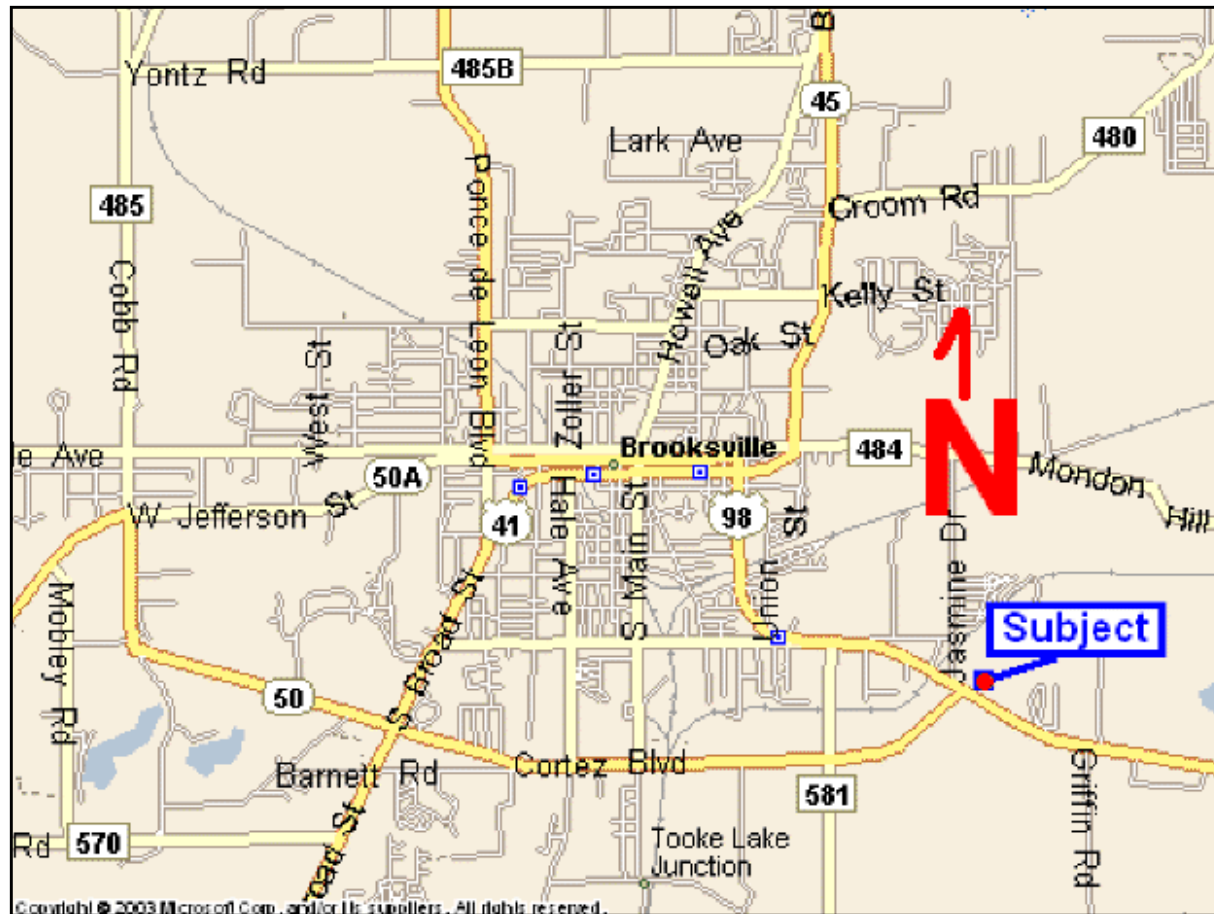 B
Yontz Rd
485B
45
Lark Ave
480
Ponce de Leon Blvd
485
Croom Rd
Howell Ave
Cobb Rd
Kelly St
Oak St
West St
Zoller St
N
Brooksville
484
e Ave
50A
Mondon Hill
W Jefferson St
41
Hale Ave
S Main St
98
Union St
Jasmine Dr
Subject
Mobley Rd
50
S Broad St
Barnett Rd
Cortez Blvd
581
Griffin Rd
Rd
570
oad St
Tooke Lake
Junction
Copyright © 2003 Microsoft Corp. and/or its suppliers. All rights reserved.